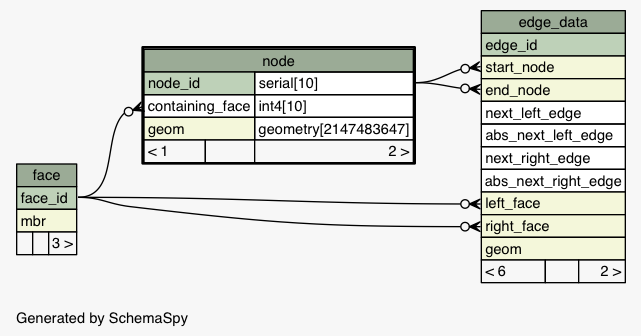 edge_data
edge_id
start_node
end_node
next_left_edge
abs_next_left_edge
next_right_edge
abs_next_right_edge
left_face
right_face
geom
< 6 2 >
node
node_id serial[10]
containing_face int4[10]
geom geometry[2147483647]
< 1 2 >
face
face_id
mbr
3 >
Generated by SchemaSpy